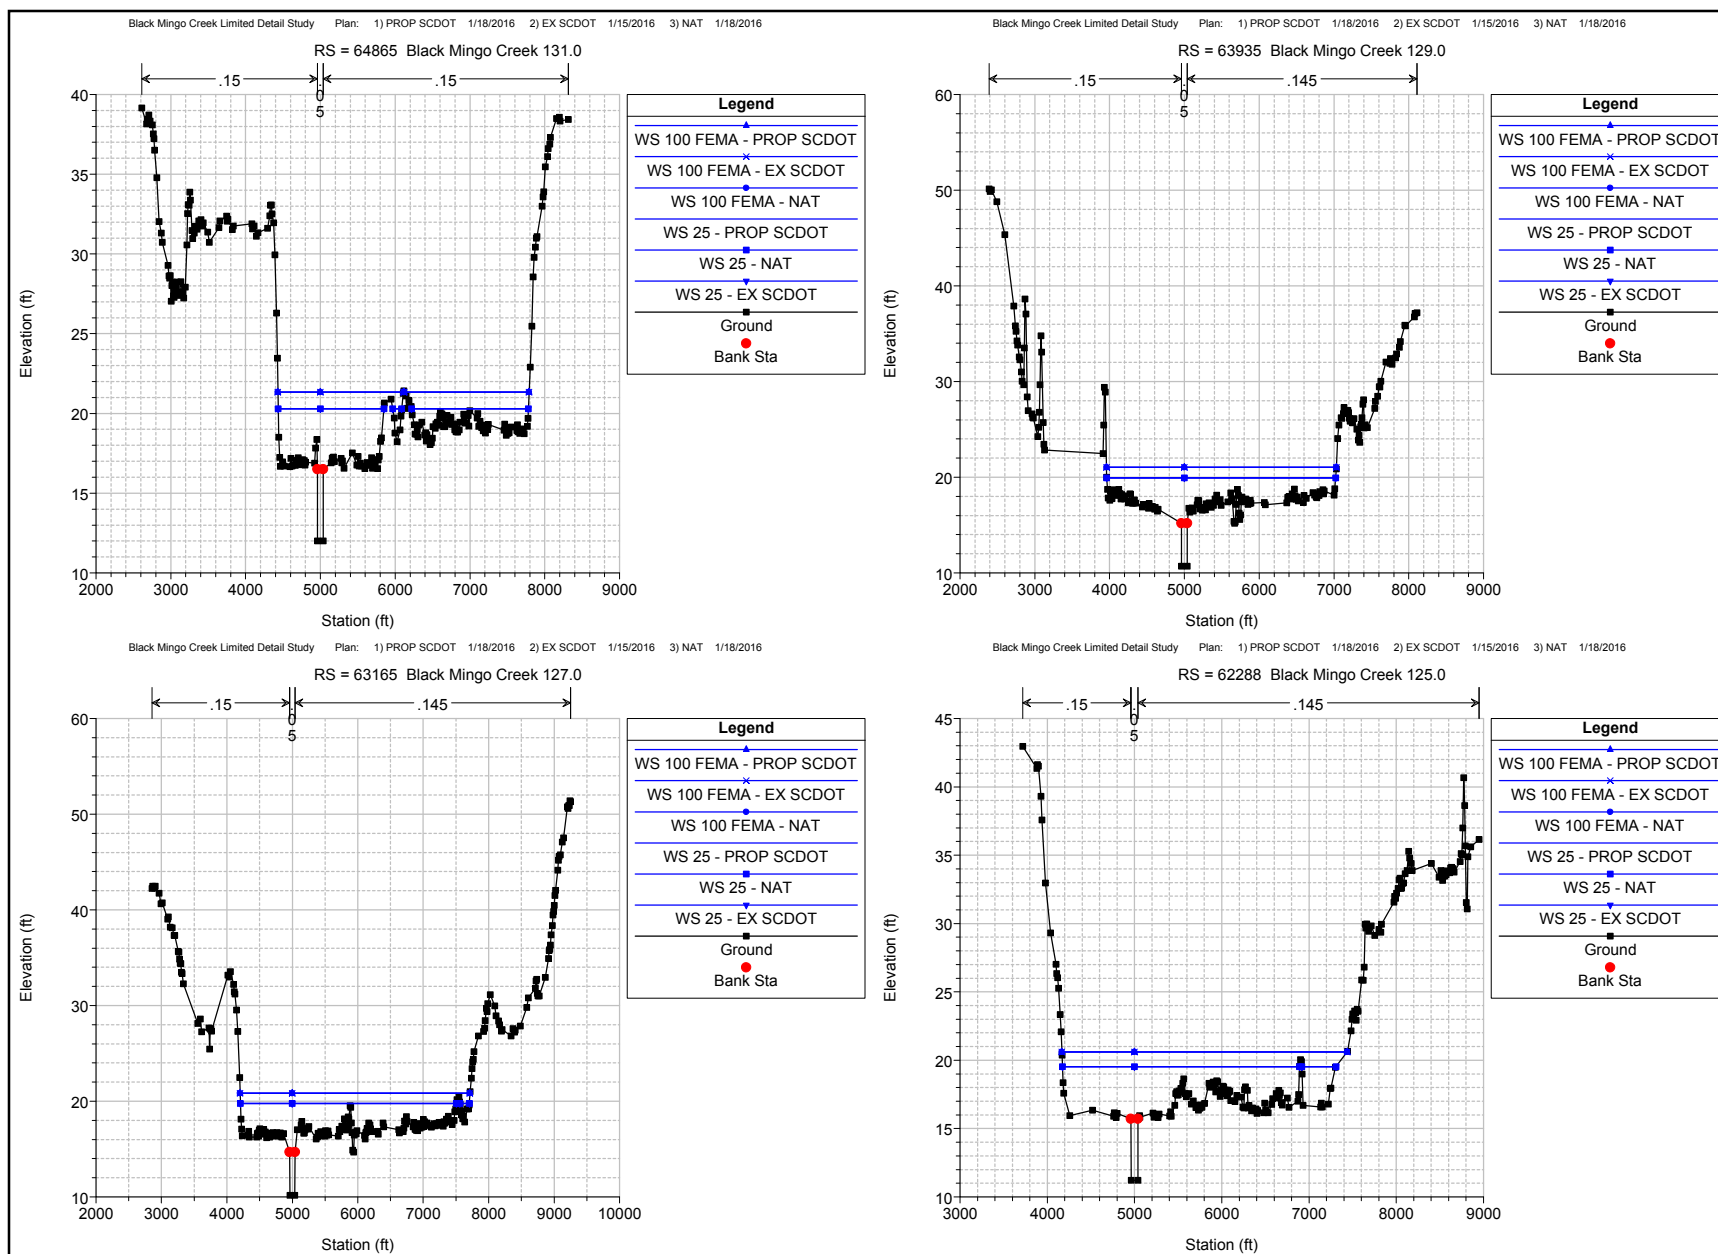 Black Mingo Creek Limited Detail Study Plan: 1) PROP SCDOT 1/18/2016 2) EX SCDOT 1/15/2016 3) NAT 1/18/2016
RS = 64865 Black Mingo Creek 131.0
.15
.05
.15
40
35
30
25
20
15
10
Elevation (ft)
2000 3000 4000 5000 6000 7000 8000 9000
Station (ft)
Legend
WS 100 FEMA - PROP SCDOT
WS 100 FEMA - EX SCDOT
WS 100 FEMA - NAT
WS 25 - PROP SCDOT
WS 25 - NAT
WS 25 - EX SCDOT
Ground
Bank Sta
Black Mingo Creek Limited Detail Study Plan: 1) PROP SCDOT 1/18/2016 2) EX SCDOT 1/15/2016 3) NAT 1/18/2016
RS = 63935 Black Mingo Creek 129.0
.15
.05
.145
60
50
40
30
20
10
Elevation (ft)
2000 3000 4000 5000 6000 7000 8000 9000
Station (ft)
Legend
WS 100 FEMA - PROP SCDOT
WS 100 FEMA - EX SCDOT
WS 100 FEMA - NAT
WS 25 - PROP SCDOT
WS 25 - NAT
WS 25 - EX SCDOT
Ground
Bank Sta
Black Mingo Creek Limited Detail Study Plan: 1) PROP SCDOT 1/18/2016 2) EX SCDOT 1/15/2016 3) NAT 1/18/2016
RS = 63165 Black Mingo Creek 127.0
.15
.05
.145
60
50
40
30
20
10
Elevation (ft)
2000 3000 4000 5000 6000 7000 8000 9000 10000
Station (ft)
Legend
WS 100 FEMA - PROP SCDOT
WS 100 FEMA - EX SCDOT
WS 100 FEMA - NAT
WS 25 - PROP SCDOT
WS 25 - NAT
WS 25 - EX SCDOT
Ground
Bank Sta
Black Mingo Creek Limited Detail Study Plan: 1) PROP SCDOT 1/18/2016 2) EX SCDOT 1/15/2016 3) NAT 1/18/2016
RS = 62288 Black Mingo Creek 125.0
.15
.05
.145
45
40
35
30
25
20
15
10
Elevation (ft)
3000 4000 5000 6000 7000 8000 9000
Station (ft)
Legend
WS 100 FEMA - PROP SCDOT
WS 100 FEMA - EX SCDOT
WS 100 FEMA - NAT
WS 25 - PROP SCDOT
WS 25 - NAT
WS 25 - EX SCDOT
Ground
Bank Sta